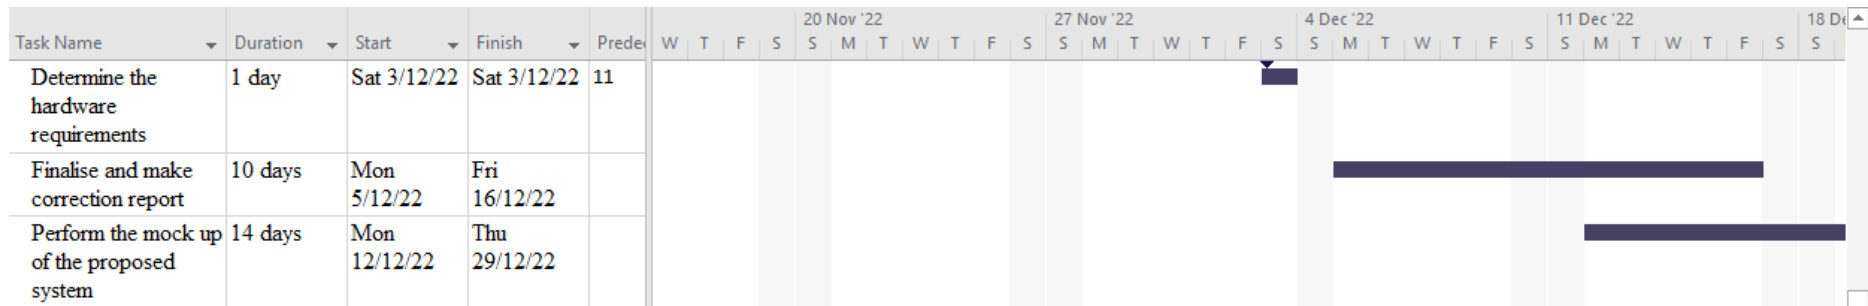 20 Nov '22 27 Nov '22 4 Dec '22 11 Dec '22 18 De
Task Name Duration Start Finish Predec W T F S S M T W T F S S M T W T F S S M T W T F S S M T W T F S S
Determine the 1 day Sat 3/12/22 Sat 3/12/22 11
hardware
requirements
Finalise and make 10 days Mon Fri
correction report 5/12/22 16/12/22
Perform the mock up 14 days Mon Thu
of the proposed 12/12/22 29/12/22
system